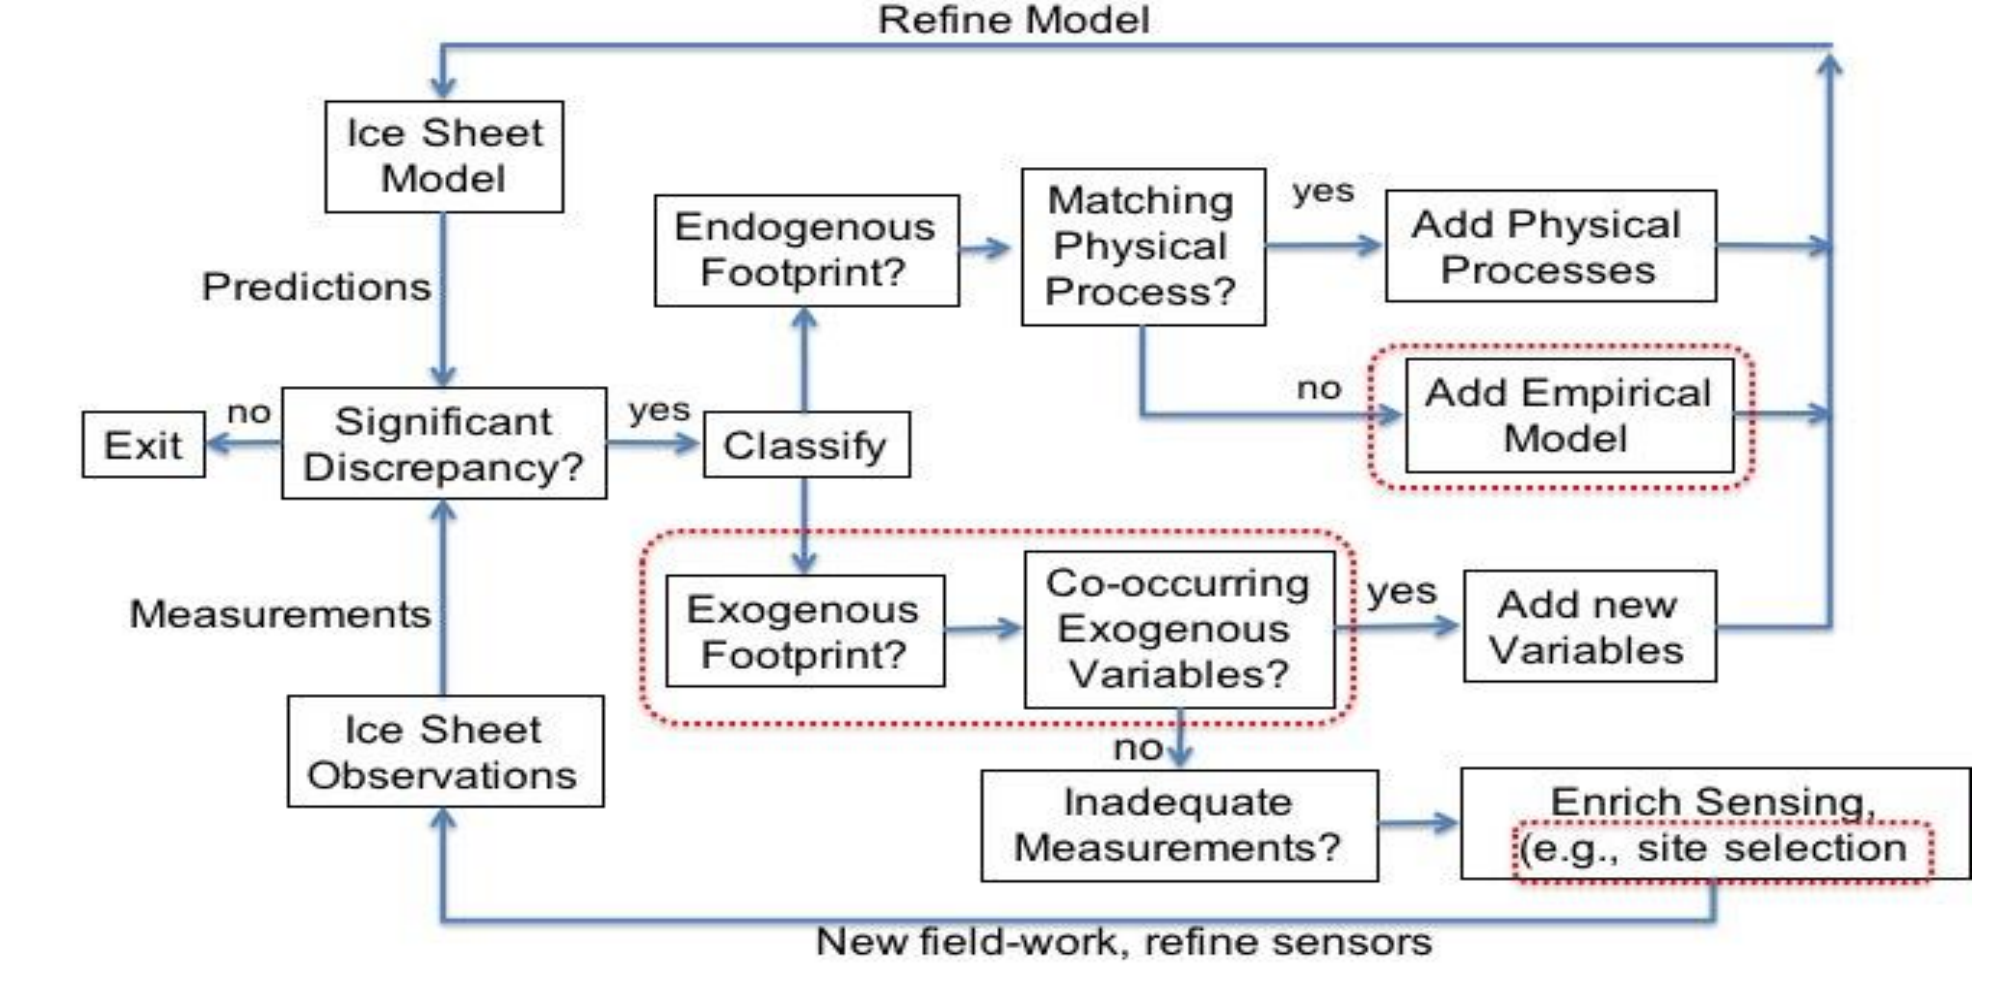 Refine Model
Ice Sheet
Model
Predictions
Endogenous
Footprint?
Matching
Physical
Process?
yes
Add Physical
Processes
no
Add Empirical
Model
Exit
no
Significant
Discrepancy?
yes
Classify
Measurements
Exogenous
Footprint?
Co-occurring
Exogenous
Variables?
yes
Add new
Variables
no
Ice Sheet
Observations
Inadequate
Measurements?
Enrich Sensing,
(e.g., site selection
New field-work, refine sensors